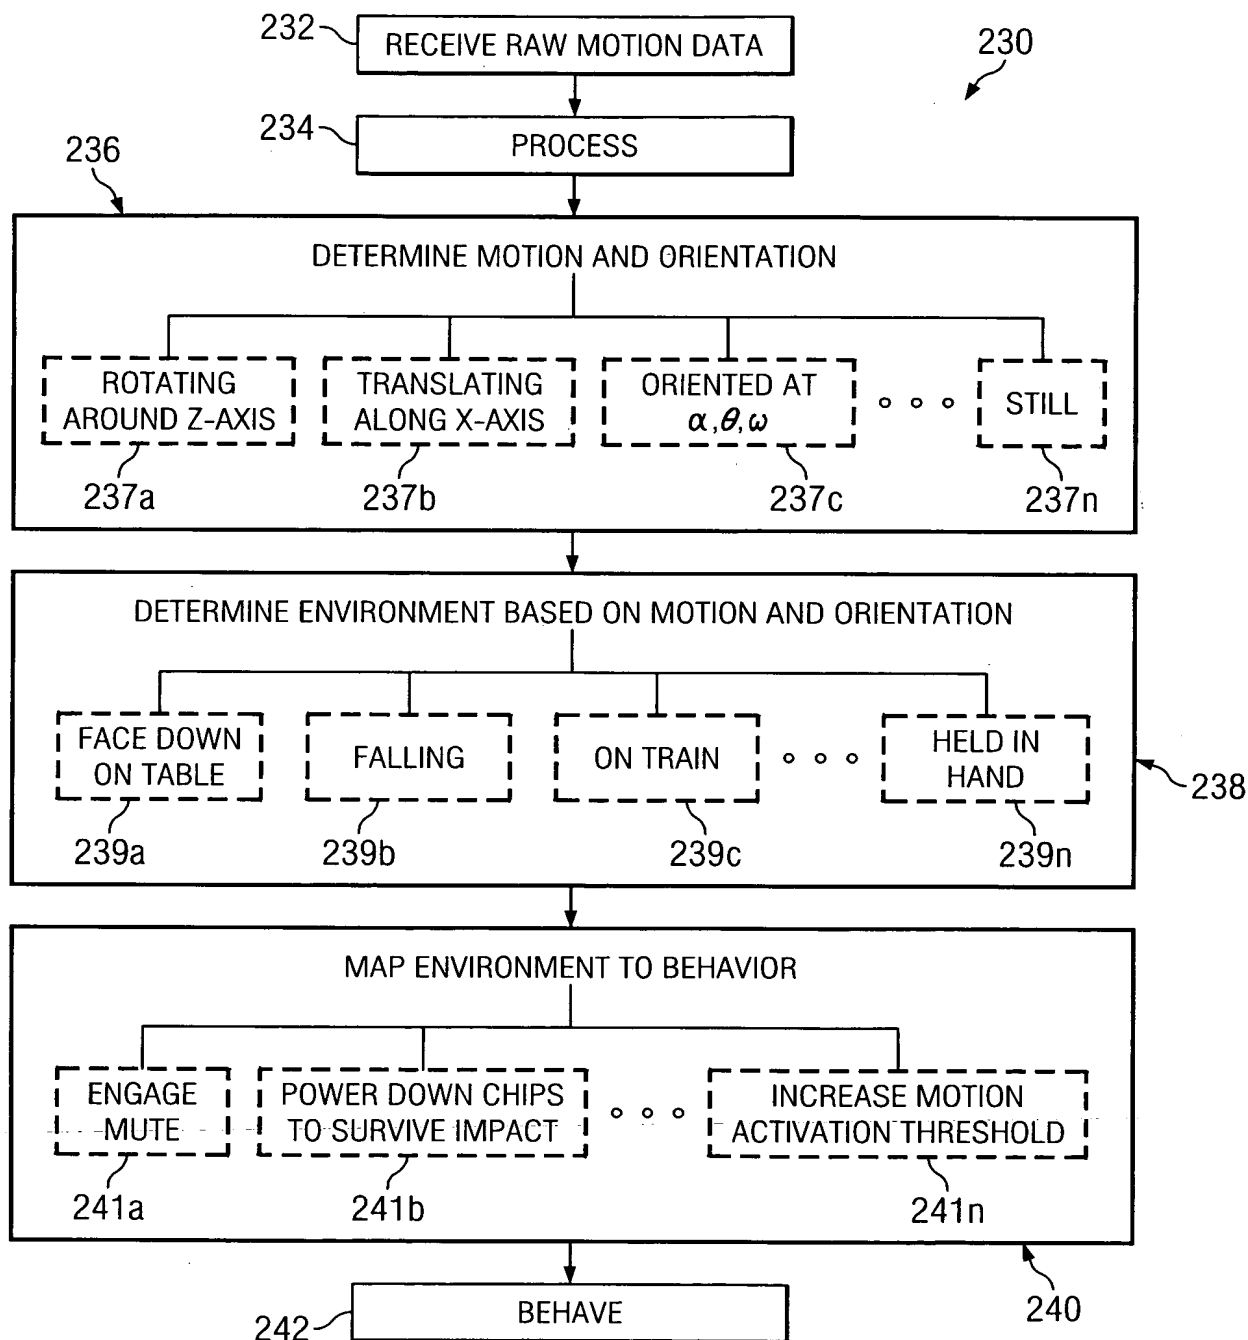 232
RECEIVE RAW MOTION DATA
230
234
PROCESS
236
DETERMINE MOTION AND ORIENTATION
ROTATING
AROUND Z-AXIS
TRANSLATING
ALONG X-AXIS
ORIENTED AT
α,θ,ω
STILL
237a
237b
237c
237n
DETERMINE ENVIRONMENT BASED ON MOTION AND ORIENTATION
FACE DOWN
ON TABLE
FALLING
ON TRAIN
HELD IN
HAND
238
239a
239b
239c
239n
MAP ENVIRONMENT TO BEHAVIOR
ENGAGE
MUTE
POWER DOWN CHIPS
TO SURVIVE IMPACT
INCREASE MOTION
ACTIVATION THRESHOLD
241a
241b
241n
240
242
BEHAVE